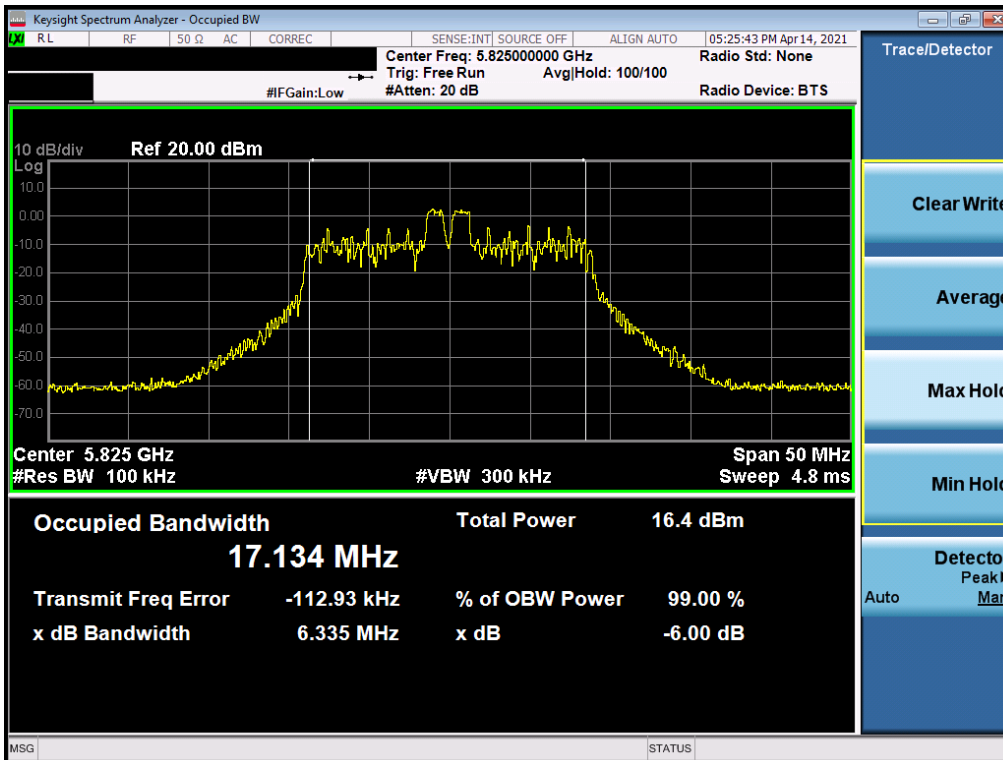 Keysight Spectrum Analyzer - Occupied BW
LXI RL RF 50 Ω AC CORREC SENSE:INT SOURCE OFF ALIGN AUTO 05:25:43 PM Apr 14, 2021
Center Freq: 5.825000000 GHz Radio Std: None
Trig: Free Run Avg|Hold: 100/100
#IFGain:Low #Atten: 20 dB Radio Device: BTS
10 dB/div Ref 20.00 dBm
Log
10.0
0.00
-10.0
-20.0
-30.0
-40.0
-50.0
-60.0
-70.0
Center 5.825 GHz Span 50 MHz
#Res BW 100 kHz #VBW 300 kHz Sweep 4.8 ms
Occupied Bandwidth Total Power 16.4 dBm
17.134 MHz
Transmit Freq Error -112.93 kHz % of OBW Power 99.00 %
x dB Bandwidth 6.335 MHz x dB -6.00 dB
MSG STATUS
Trace/Detector
Clear Write
Average
Max Hold
Min Hold
Detecto
Peak
Auto Man